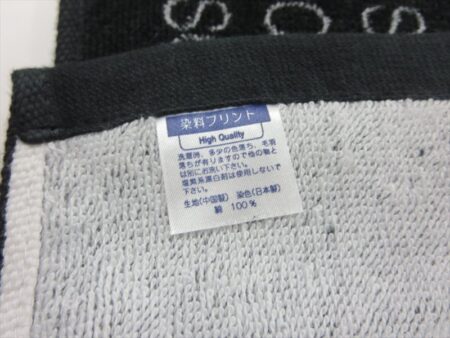 S
O
S
染料プリント
High Quality
洗濯時、多少の色落ち、毛羽
落ちが有りますので他の物と
は別にお洗い下さい。
塩素系漂白剤は使用しないで
下さい。
生地(中国製) 染色(日本製)
綿 100%